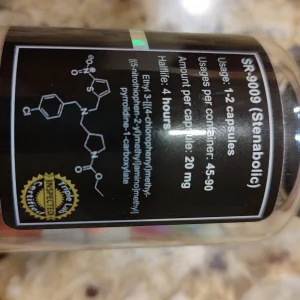 SR-9009 (Stenabolic)
Usage: 1-2 capsules
Usages per container: 45-90
Amount per capsule: 20 mg
Halflife: 4 hours
Ethyl 3-[[(4-chlorophenyl)methyl-
[(5-nitrothiophen-2-yl)methyl]amino]methyl]
pyrrolidine-1-carboxylate
INSPECTED